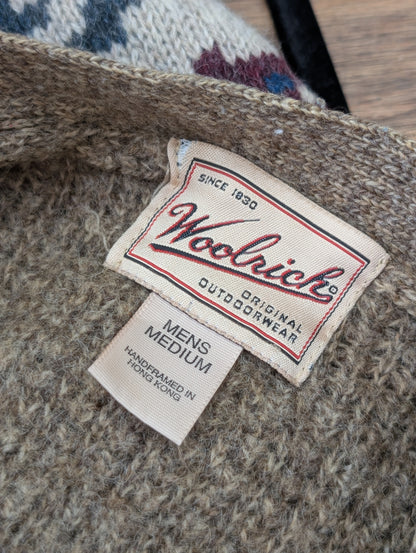 SINCE 1830
Woolrich®
ORIGINAL
OUTDOORWEAR
MENS
MEDIUM
HANDFRAMED IN
HONG KONG